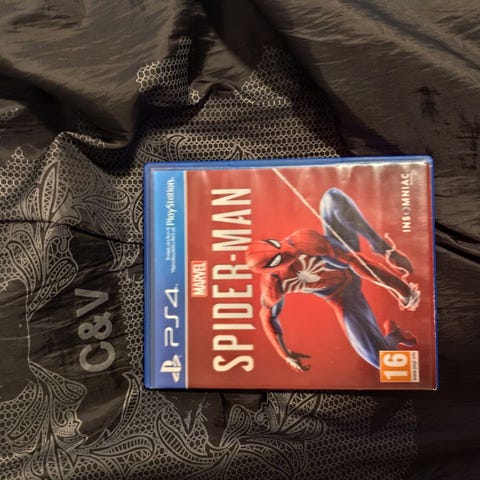 PS4
PlayStation
MARVEL
SPIDER-MAN
INSOMNIAC
16
C&V